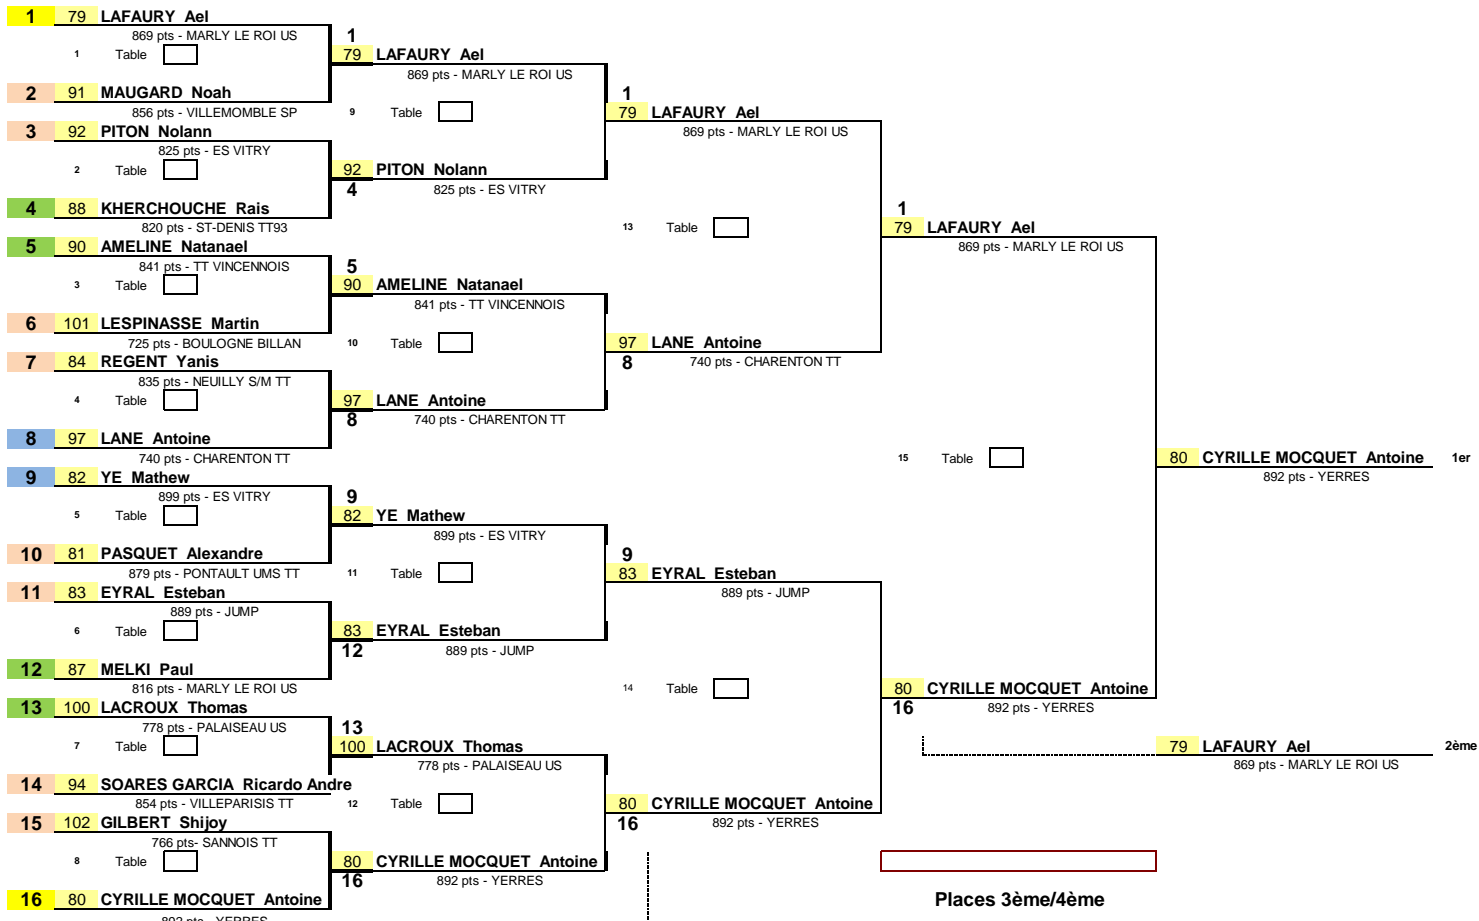 1 79 LAFAURY Ael
869 pts - MARLY LE ROI US
1 Table
2 91 MAUGARD Noah
856 pts - VILLEMOMBLE SP
3 92 PITON Nolann
825 pts - ES VITRY
2 Table
4 88 KHERCHOUCHE Rais
820 pts - ST-DENIS TT93
5 90 AMELINE Natanael
841 pts - TT VINCENNOIS
3 Table
6 101 LESPINASSE Martin
725 pts - BOULOGNE BILLAN
7 84 REGENT Yanis
835 pts - NEUILLY S/M TT
4 Table
8 97 LANE Antoine
740 pts - CHARENTON TT
9 82 YE Mathew
899 pts - ES VITRY
5 Table
10 81 PASQUET Alexandre
879 pts - PONTAULT UMS TT
11 83 EYRAL Esteban
889 pts - JUMP
6 Table
12 87 MELKI Paul
816 pts - MARLY LE ROI US
13 100 LACROUX Thomas
778 pts - PALAISEAU US
7 Table
14 94 SOARES GARCIA Ricardo Andre
854 pts - VILLEPARISIS TT
15 102 GILBERT Shijoy
766 pts- SANNOIS TT
8 Table
16 80 CYRILLE MOCQUET Antoine
892 pts - YERRES
1
79 LAFAURY Ael
869 pts - MARLY LE ROI US
9 Table
92 PITON Nolann
4 825 pts - ES VITRY
5
90 AMELINE Natanael
841 pts - TT VINCENNOIS
10 Table
97 LANE Antoine
8 740 pts - CHARENTON TT
9
82 YE Mathew
899 pts - ES VITRY
11 Table
83 EYRAL Esteban
12 889 pts - JUMP
13
100 LACROUX Thomas
778 pts - PALAISEAU US
12 Table
80 CYRILLE MOCQUET Antoine
16 892 pts - YERRES
1
79 LAFAURY Ael
869 pts - MARLY LE ROI US
13 Table
97 LANE Antoine
8 740 pts - CHARENTON TT
9
83 EYRAL Esteban
889 pts - JUMP
14 Table
80 CYRILLE MOCQUET Antoine
16 892 pts - YERRES
1
79 LAFAURY Ael
869 pts - MARLY LE ROI US
15 Table
80 CYRILLE MOCQUET Antoine
16 892 pts - YERRES
80 CYRILLE MOCQUET Antoine 1er
892 pts - YERRES
79 LAFAURY Ael 2ème
869 pts - MARLY LE ROI US
Places 3ème/4ème